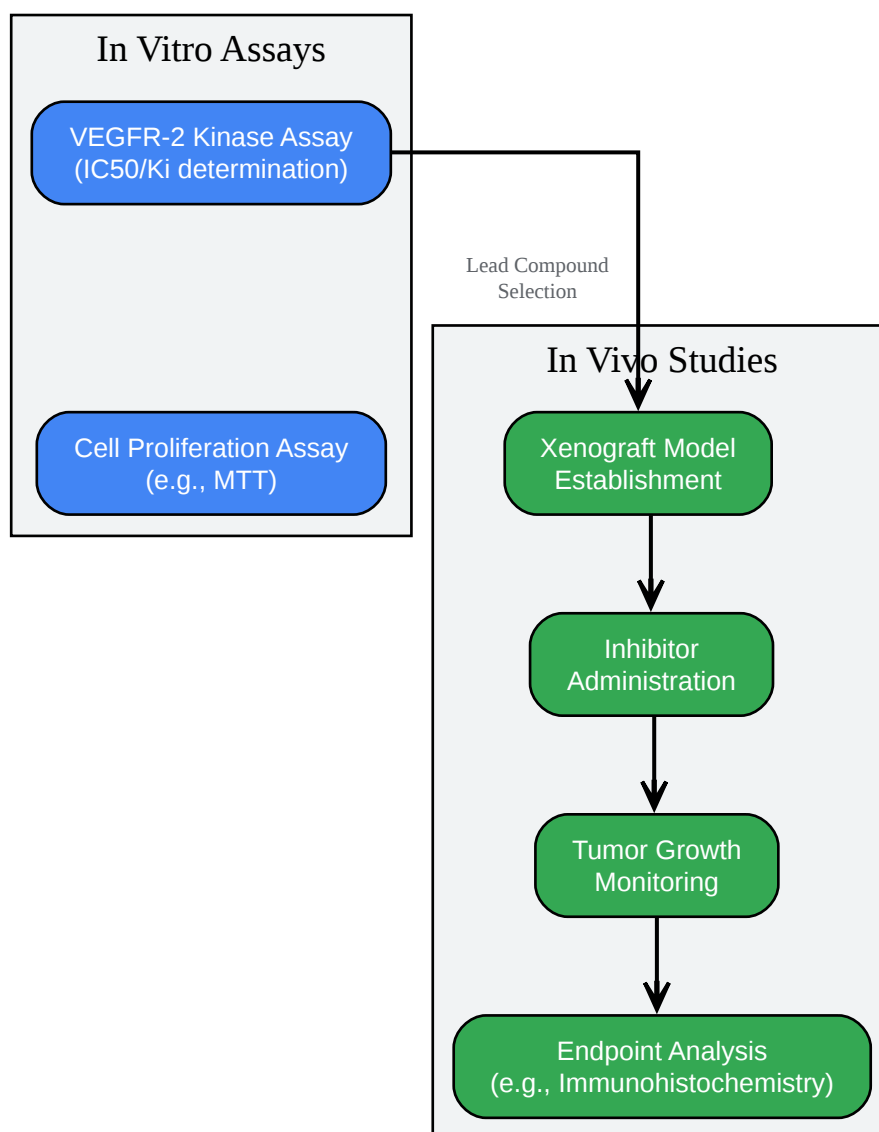 In Vitro Assays
VEGFR-2 Kinase Assay
(IC50/Ki determination)
Lead Compound
Selection
In Vivo Studies
Cell Proliferation Assay
(e.g., MTT)
Xenograft Model
Establishment
Inhibitor
Administration
Tumor Growth
Monitoring
Endpoint Analysis
(e.g., Immunohistochemistry)